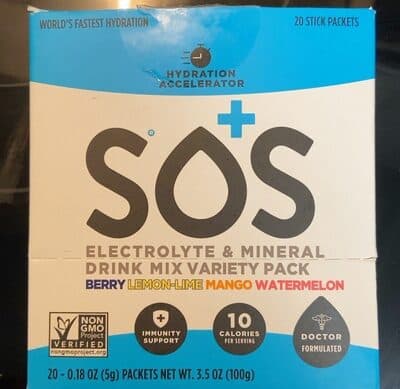 WORLD'S FASTEST HYDRATION
20 STICK PACKETS
HYDRATION
ACCELERATOR
SOS
ELECTROLYTE & MINERAL
DRINK MIX VARIETY PACK
BERRY LEMON-LIME MANGO WATERMELON
NON
GMO
Project
VERIFIED
nongmoproject.org
IMMUNITY
SUPPORT
10
CALORIES
PER SERVING
DOCTOR
FORMULATED
20 - 0.18 OZ (5g) PACKETS NET WT. 3.5 OZ (100g)